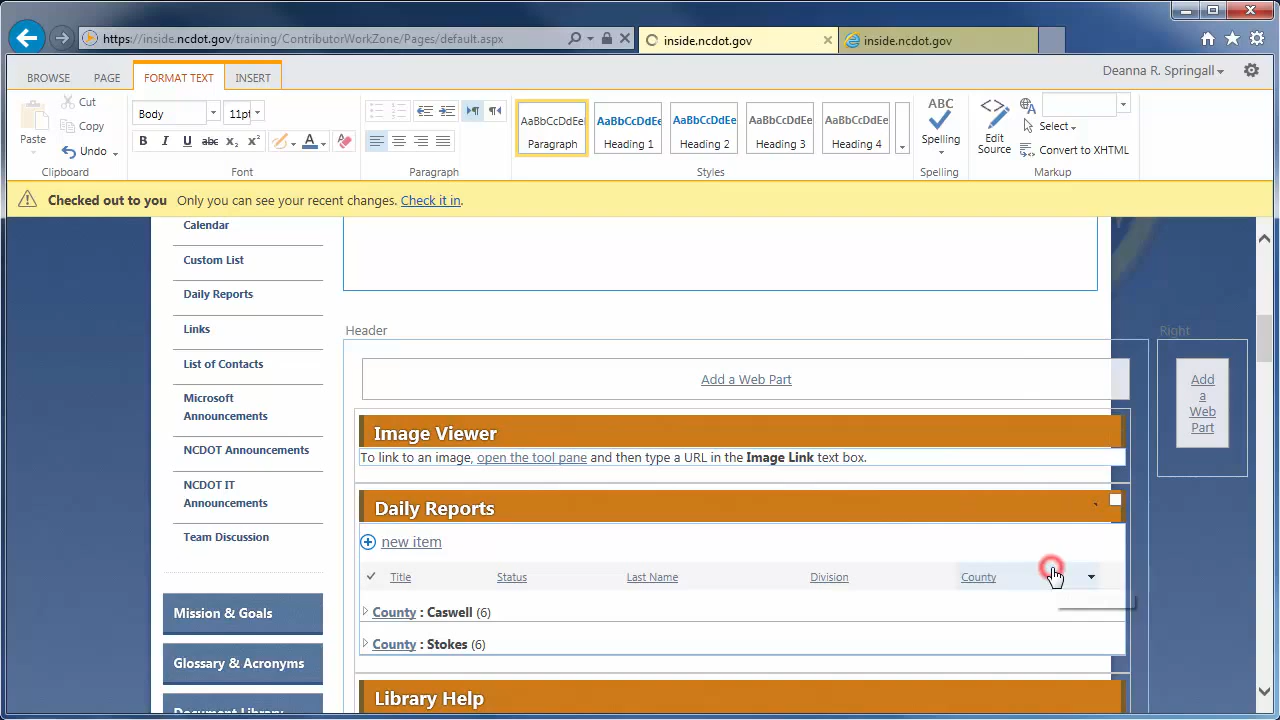 https://inside.ncdot.gov/training/ContributorWorkZone/Pages/default.aspx
inside.ncdot.gov
inside.ncdot.gov
BROWSE PAGE FORMAT TEXT INSERT
Deanna R. Springall
Paste
Cut
Copy
Undo
Clipboard
Body 11pt
B I U abc x₂ x²
A
Font
Paragraph
AaBbCcDdEe
Paragraph
AaBbCcDdEe
Heading 1
AaBbCcDdEe
Heading 2
AaBbCcDdEe
Heading 3
AaBbCcDdEe
Heading 4
Styles
ABC
Spelling
Spelling
Edit
Source
Select
Convert to XHTML
Markup
Checked out to you Only you can see your recent changes. Check it in.
Calendar
Custom List
Daily Reports
Links
List of Contacts
Microsoft
Announcements
NCDOT Announcements
NCDOT IT
Announcements
Team Discussion
Mission & Goals
Glossary & Acronyms
Document Library
Header
Add a Web Part
Image Viewer
To link to an image, open the tool pane and then type a URL in the Image Link text box.
Daily Reports
new item
Title Status Last Name Division County
County : Caswell (6)
County : Stokes (6)
Library Help
Right
Add
a
Web
Part